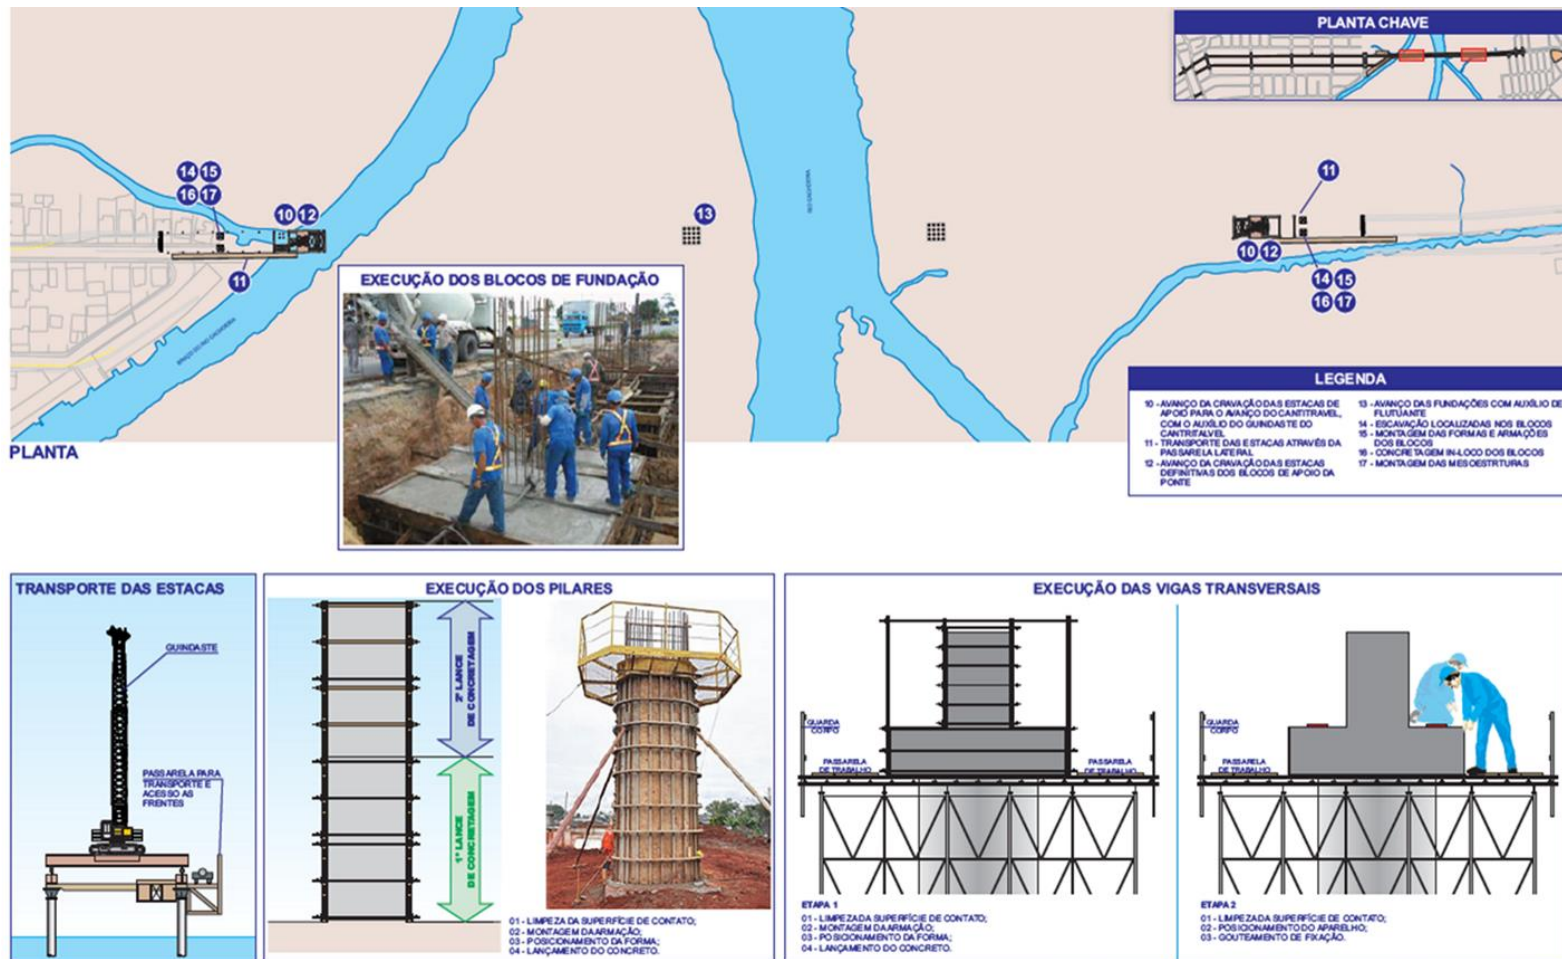 PLANTA CHAVE
14 15
16 17
10 12
11
13
11
10 12
14 15
16 17
RIO CACHOEIRA
BRAÇO DO RIO CACHOEIRA
EXECUÇÃO DOS BLOCOS DE FUNDAÇÃO
PLANTA
LEGENDA
10 - AVANÇO DA CRAVAÇÃO DAS ESTACAS DE
APOIO PARA O AVANÇO DO CANTITRAVEL,
COM O AUXÍLIO DO GUINDASTE DO
CANTRITALVEL
11 - TRANSPORTE DAS ESTACAS ATRAVÉS DA
PASSARELA LATERAL
12 - AVANÇO DA CRAVAÇÃO DAS ESTACAS
DEFINITIVAS DOS BLOCOS DE APOIO DA
PONTE
13 - AVANÇO DAS FUNDAÇÕES COM AUXÍLIO DE
FLUTUANTE
14 - ESCAVAÇÃO LOCALIZADAS NOS BLOCOS
15 - MONTAGEM DAS FORMAS E ARMAÇÕES
DOS BLOCOS
16 - CONCRETAGEM IN-LOCO DOS BLOCOS
17 - MONTAGEM DAS MESOESTRTURAS
TRANSPORTE DAS ESTACAS
GUINDASTE
PASSARELA PARA
TRANSPORTE E
ACESSO AS
FRENTES
EXECUÇÃO DOS PILARES
2° LANCE
DE CONCRETAGEM
1° LANCE
DE CONCRETAGEM
01 - LIMPEZA DA SUPERFÍCIE DE CONTATO;
02 - MONTAGEM DA ARMAÇÃO;
03 - POSICIONAMENTO DA FORMA;
04 - LANÇAMENTO DO CONCRETO.
EXECUÇÃO DAS VIGAS TRANSVERSAIS
GUARDA
CORPO
PASSARELA
DE TRABALHO
PASSARELA
DE TRABALHO
ETAPA 1
01 - LIMPEZA DA SUPERFÍCIE DE CONTATO;
02 - MONTAGEM DA ARMAÇÃO;
03 - POSICIONAMENTO DA FORMA;
04 - LANÇAMENTO DO CONCRETO.
GUARDA
CORPO
PASSARELA
DE TRABALHO
ETAPA 2
01 - LIMPEZA DA SUPERFÍCIE DE CONTATO;
02 - POSICIONAMENTO DO APARELHO;
03 - GOUTEAMENTO DE FIXAÇÃO.